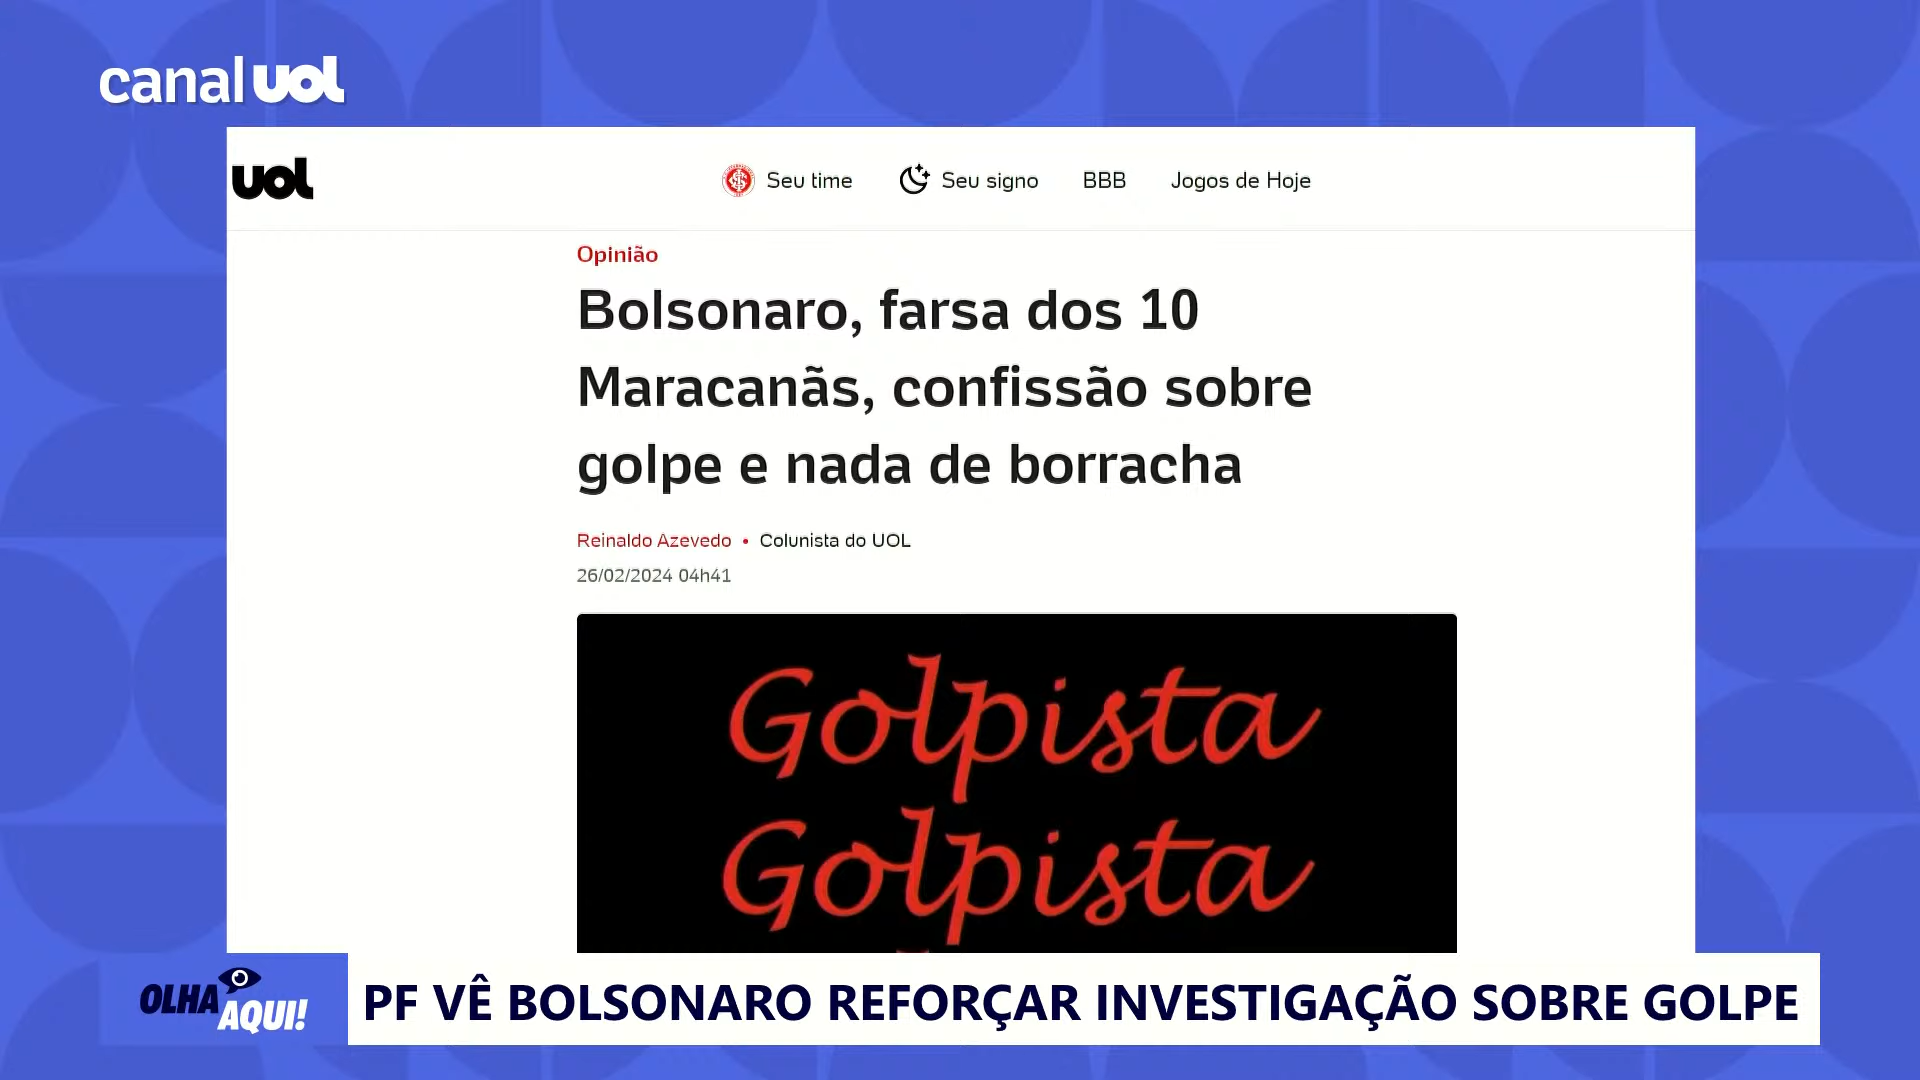 canal uol
uol
Seu time
Seu signo
BBB
Jogos de Hoje
Opinião
Bolsonaro, farsa dos 10
Maracanãs, confissão sobre
golpe e nada de borracha
Reinaldo Azevedo • Colunista do UOL
26/02/2024 04h41
Golpista
Golpista
OLHA
AQUI!
PF VÊ BOLSONARO REFORÇAR INVESTIGAÇÃO SOBRE GOLPE